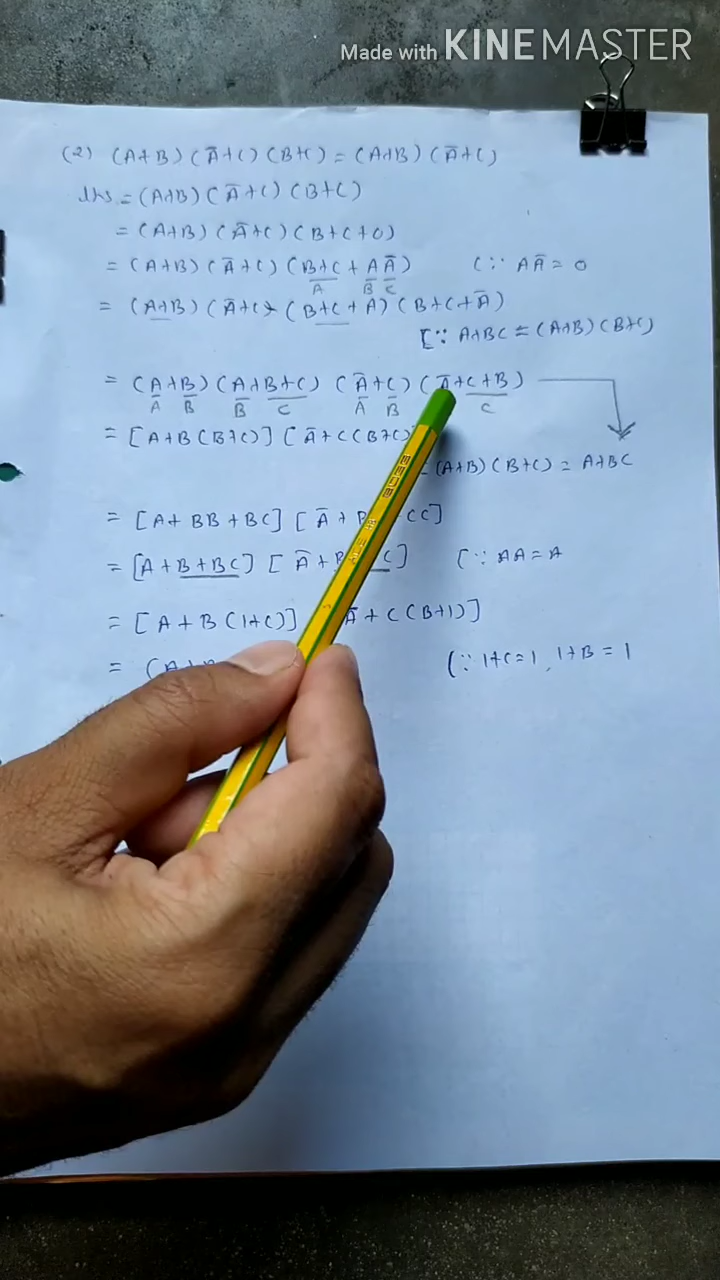 Made with KINEMASTER
(2) (A+B) (Ā+C) (B+C) = (A+B) (Ā+C)
LHS = (A+B) (Ā+C) (B+C)
= (A+B) (Ā+C) (B+C+0)
= (A+B) (Ā+C) (B+C + AĀ) (∵ AĀ = 0
A B C
= (A+B) (Ā+C) (B+C+A) (B+C+Ā)
[∵ A+BC = (A+B) (B+C)
= (A+B) (A+B+C) (Ā+C) (Ā+C+B)
A B B C A B C
= [A+B(B+C)] [Ā+C(B+C)
(A+B) (B+C) = A+BC
= [A+ BB+BC] [Ā+ CC]
= [A+B+BC] [Ā+ C] [∵ AA = A
= [A+B(1+C)] Ā+C(B+1)]
= (A+ (∵ 1+C=1, 1+B = 1